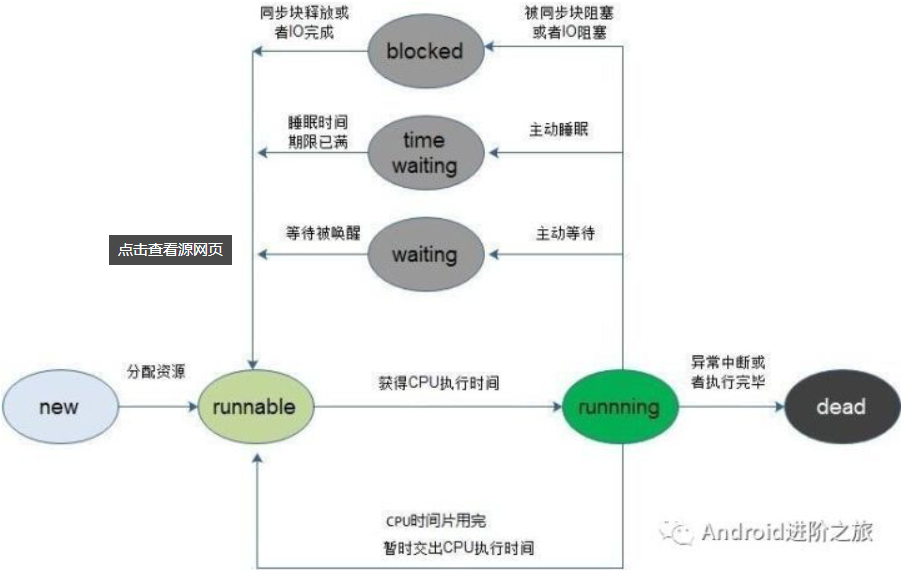 同步块释放或
者IO完成
blocked
被同步块阻塞
或者IO阻塞
睡眠时间
期限已满
time
waiting
主动睡眠
点击查看源网页
等待被唤醒
waiting
主动等待
new
分配资源
runnable
获得CPU执行时间
runnning
异常中断或
者执行完毕
dead
CPU时间片用完
暂时交出CPU执行时间
Android进阶之旅